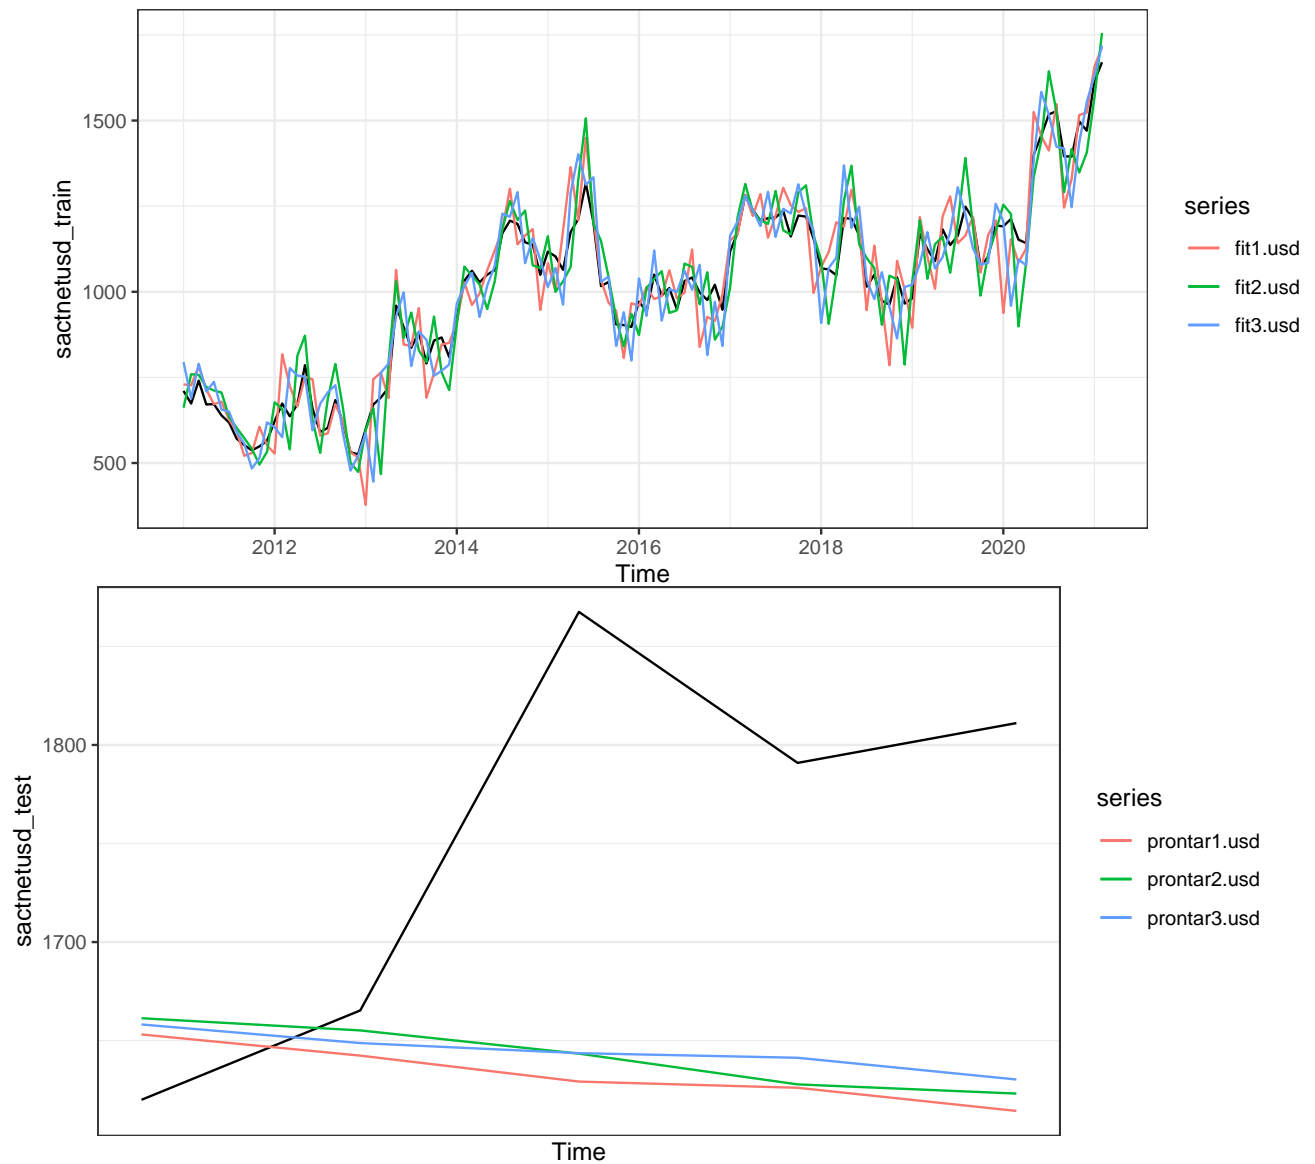 sactnetusd_train
1500
1000
500
2012 2014 2016 2018 2020
Time
series
fit1.usd
fit2.usd
fit3.usd
sactnetusd_test
1800
1700
Time
series
prontar1.usd
prontar2.usd
prontar3.usd